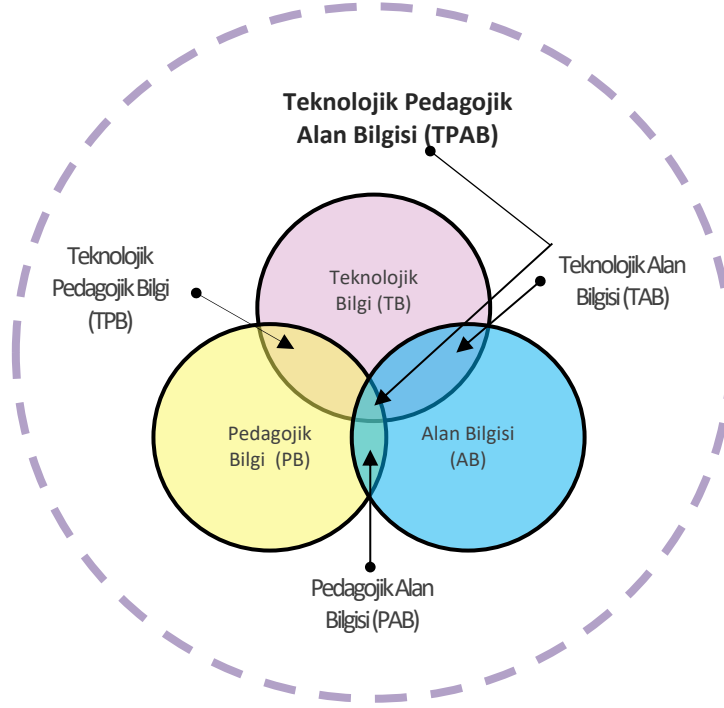 Teknolojik Pedagojik
Alan Bilgisi (TPAB)
Teknolojik
Pedagojik Bilgi
(TPB)
Teknolojik
Bilgi (TB)
Teknolojik Alan
Bilgisi (TAB)
Pedagojik
Bilgi (PB)
Alan Bilgisi
(AB)
Pedagojik Alan
Bilgisi (PAB)